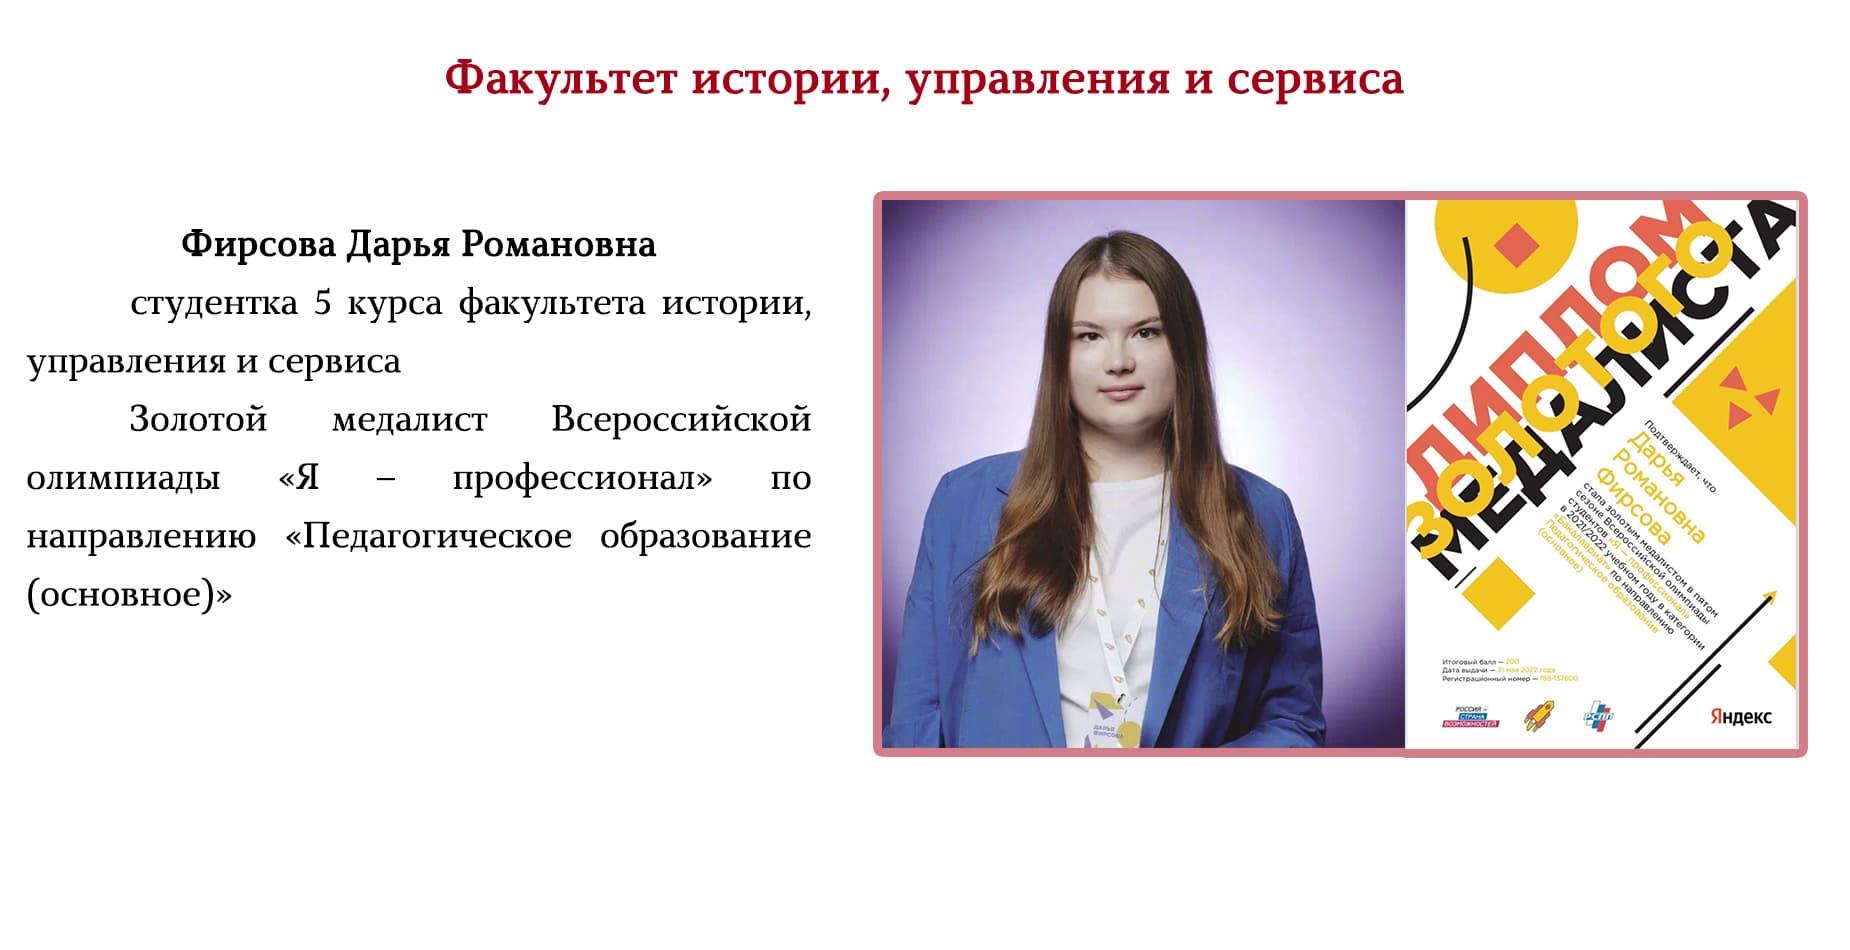 Факультет истории, управления и сервиса
Фирсова Дарья Романовна
студентка 5 курса факультета истории,
управления и сервиса
Золотой медалист Всероссийской
олимпиады «Я – профессионал» по
направлению «Педагогическое образование
(основное)»
ДАРЬЯ
ФИРСОВА
ДИПЛОМ
ЗОЛОТОГО
МЕДАЛИСТА
Подтверждает, что
Дарья
Романовна
Фирсова
стала золотым медалистом в пятом
сезоне Всероссийской олимпиады
студентов «Я – профессионал»
в 2021/2022 учебном году в категории
«Бакалавриат» по направлению
Педагогическое образование
(основное)
Итоговый балл — 200
Дата выдачи — 31 мая 2022 года
Регистрационный номер — 198-157600
РОССИЯ –
СТРАНА
ВОЗМОЖНОСТЕЙ
РСПП
Яндекс